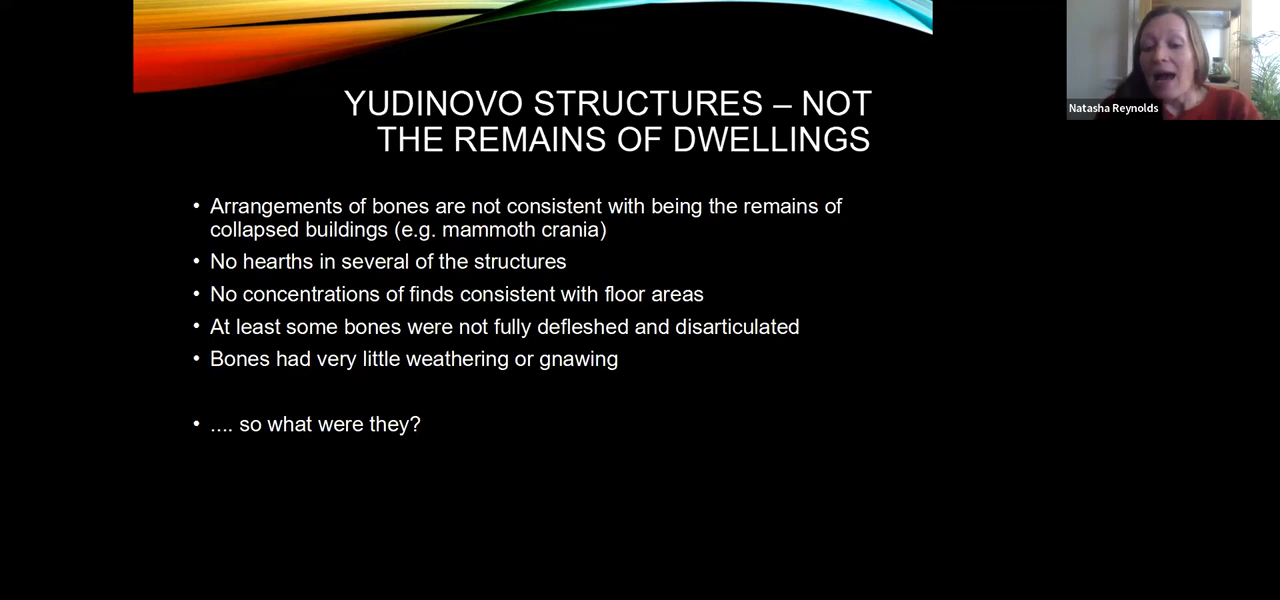 YUDINOVO STRUCTURES – NOT
THE REMAINS OF DWELLINGS
Natasha Reynolds
• Arrangements of bones are not consistent with being the remains of
collapsed buildings (e.g. mammoth crania)
• No hearths in several of the structures
• No concentrations of finds consistent with floor areas
• At least some bones were not fully defleshed and disarticulated
• Bones had very little weathering or gnawing
• .... so what were they?